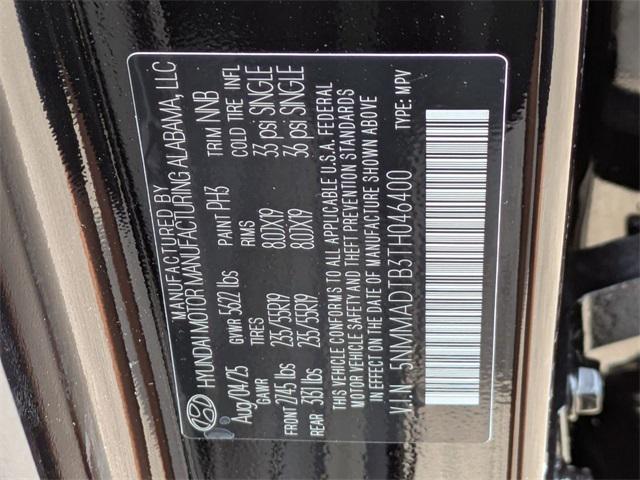 MANUFACTURED BY
HYUNDAI MOTOR MANUFACTURING ALABAMA, LLC
Aug/04/25 GVWR 5622 lbs PAINT PH3 TRIM NNB
GAWR TIRES RIMS COLD TIRE INFL
FRONT 2745 lbs 235/55R19 8.0JX19 33 psi SINGLE
REAR 3131 lbs 235/55R19 8.0JX19 36 psi SINGLE
THIS VEHICLE CONFORMS TO ALL APPLICABLE U.S.A. FEDERAL
MOTOR VEHICLE SAFETY AND THEFT PREVENTION STANDARDS
IN EFFECT ON THE DATE OF MANUFACTURE SHOWN ABOVE
V.I.N 5NMMADTB3TH046400 TYPE: MPV